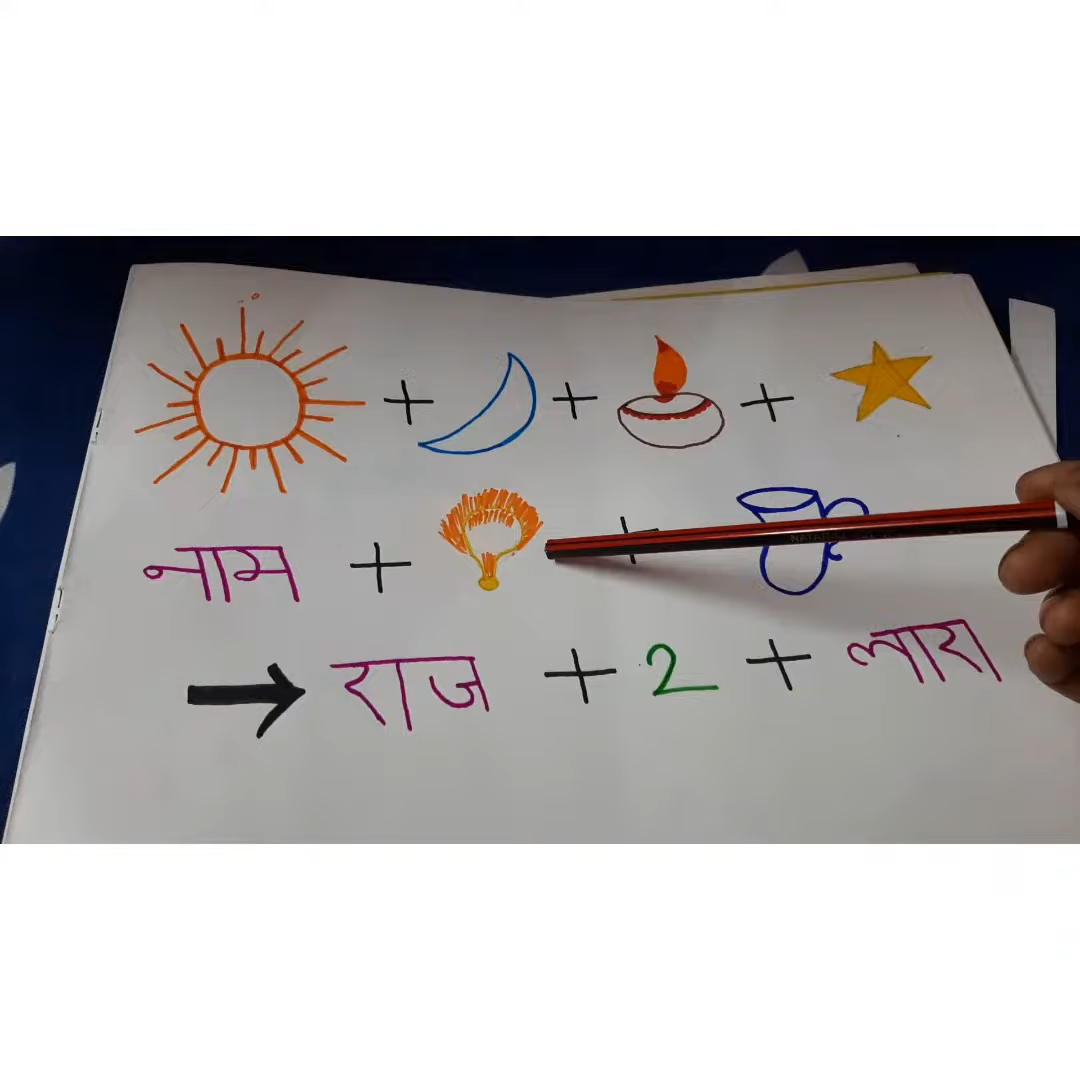 + + +
नाम + +
→ राज + 2 + लारा